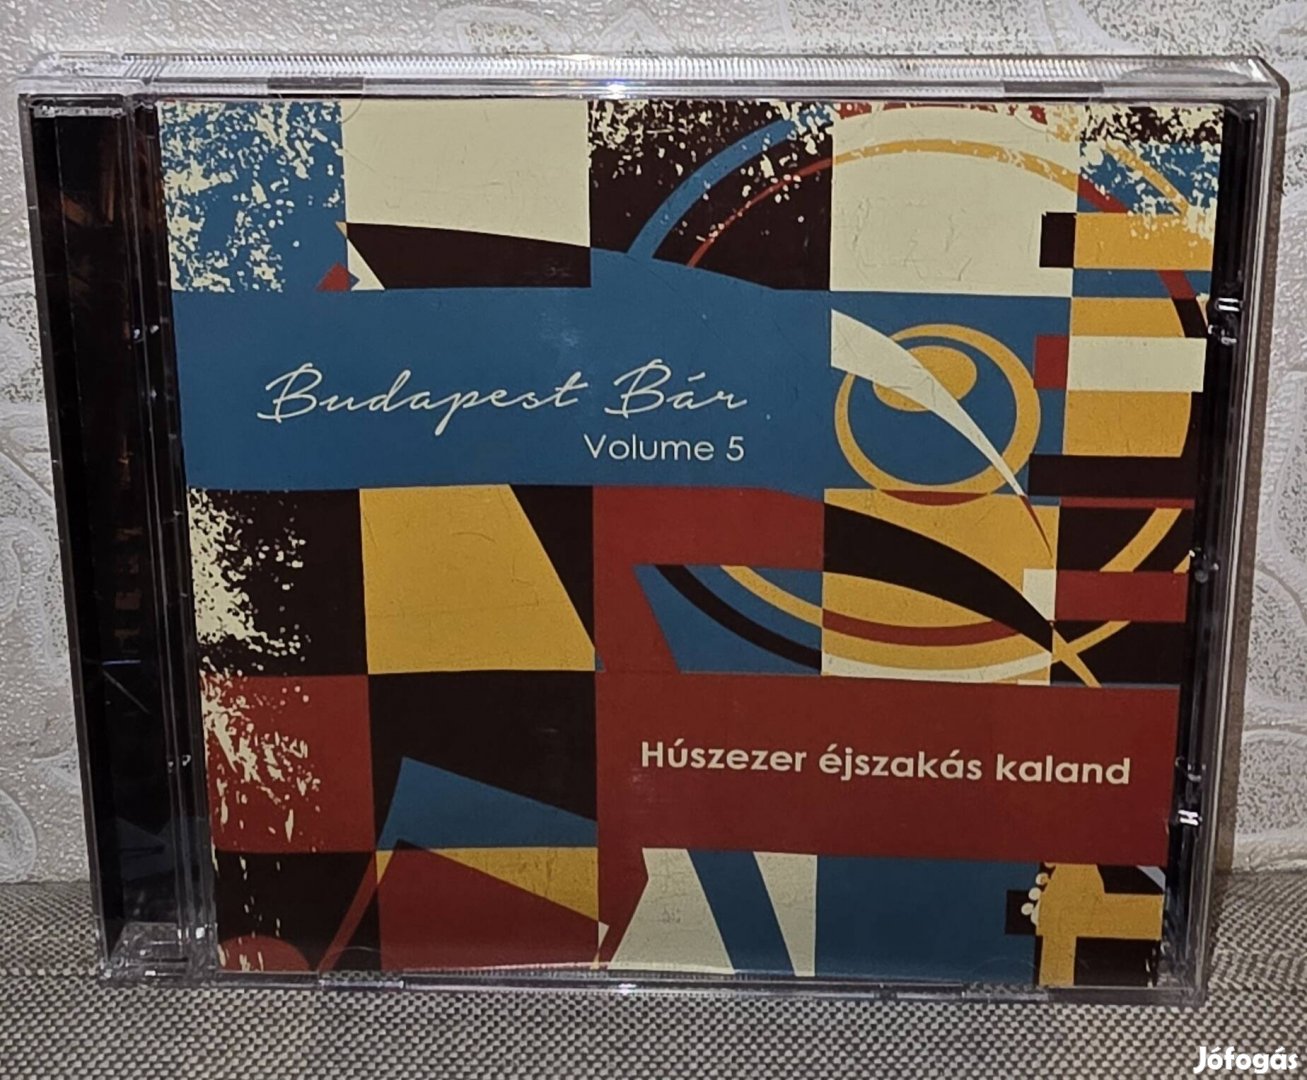 Budapest Bár
Volume 5
Húszezer éjszakás kaland
Jófogás